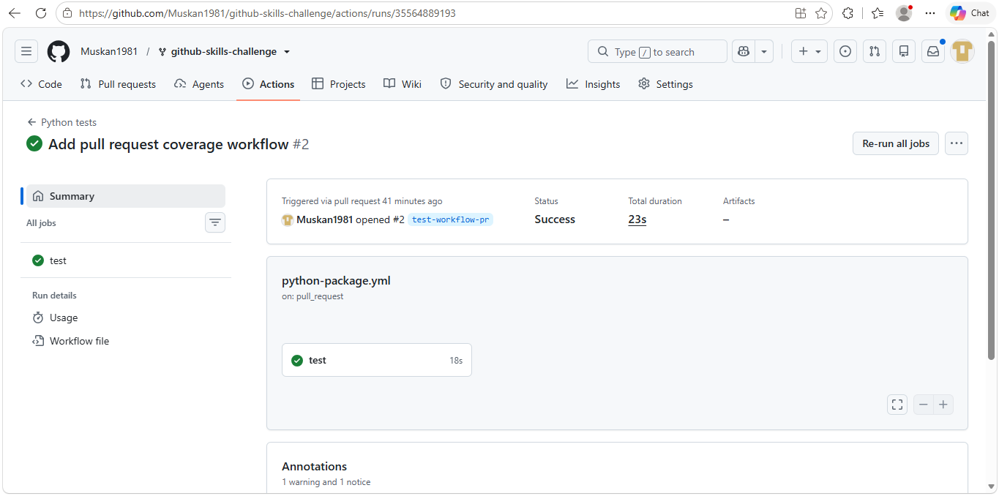 https://github.com/Muskan1981/github-skills-challenge/actions/runs/35564889193
Chat
Muskan1981 / github-skills-challenge
Type / to search
Code
Pull requests
Agents
Actions
Projects
Wiki
Security and quality
Insights
Settings
Python tests
Add pull request coverage workflow #2
Re-run all jobs
Summary
All jobs
test
Run details
Usage
Workflow file
Triggered via pull request 41 minutes ago
Muskan1981 opened #2 test-workflow-pr
Status
Success
Total duration
23s
Artifacts
–
python-package.yml
on: pull_request
test 18s
Annotations
1 warning and 1 notice